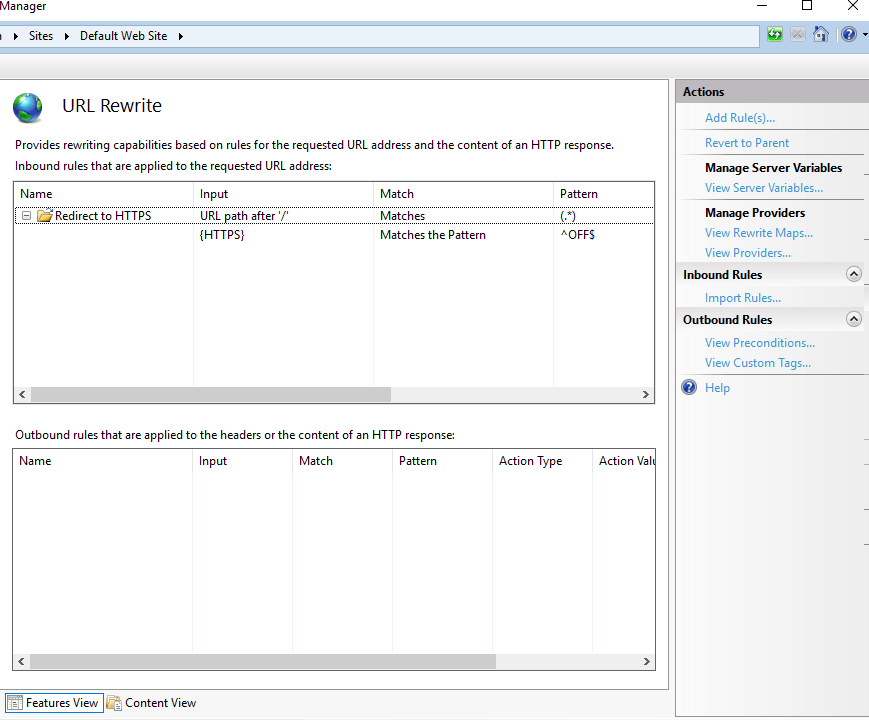 Manager
Sites Default Web Site
URL Rewrite
Provides rewriting capabilities based on rules for the requested URL address and the content of an HTTP response.
Inbound rules that are applied to the requested URL address:
Name Input Match Pattern
Redirect to HTTPS URL path after '/' Matches (.*)
{HTTPS} Matches the Pattern ^OFF$
Outbound rules that are applied to the headers or the content of an HTTP response:
Name Input Match Pattern Action Type Action Valu
Features View Content View
Actions
Add Rule(s)...
Revert to Parent
Manage Server Variables
View Server Variables...
Manage Providers
View Rewrite Maps...
View Providers...
Inbound Rules
Import Rules...
Outbound Rules
View Preconditions...
View Custom Tags...
Help